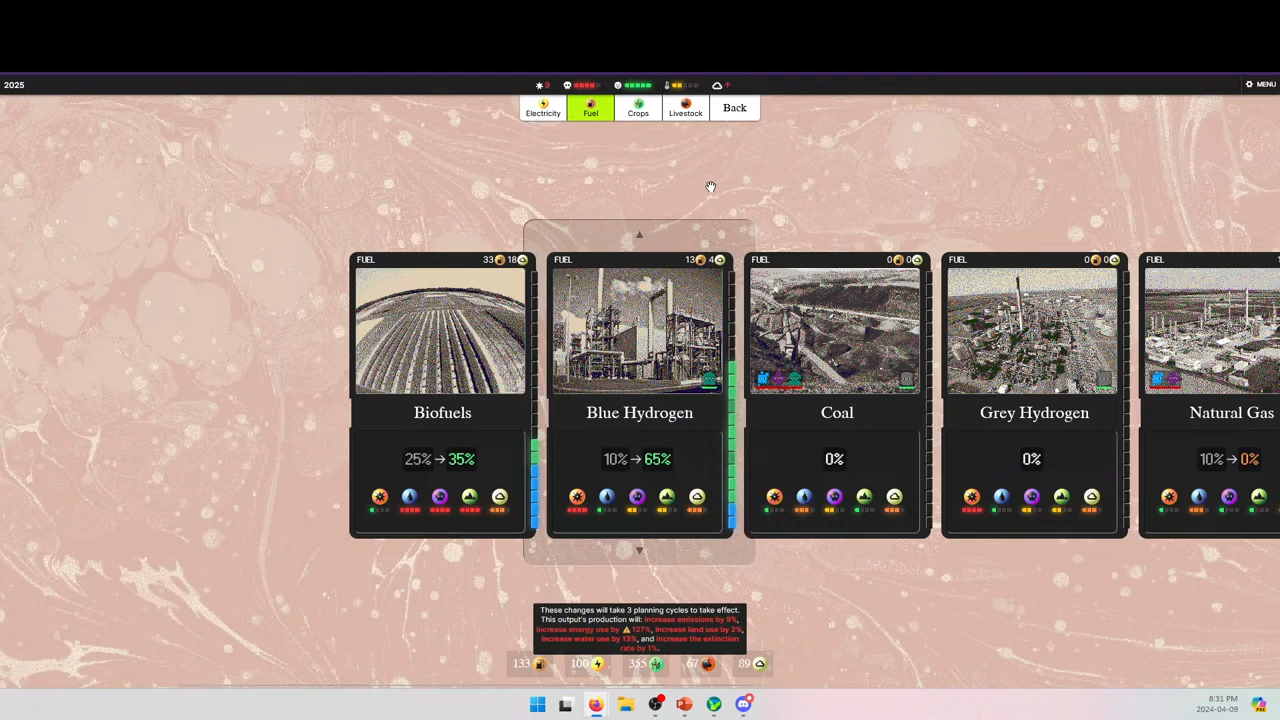 2025
9
MENU
Electricity
Fuel
Crops
Livestock
Back
FUEL 33 18
FUEL 13 4
FUEL 0 0
FUEL 0 0
FUEL
Biofuels
Blue Hydrogen
Coal
Grey Hydrogen
Natural Gas
25% → 35%
10% → 65%
0%
0%
10% → 0%
These changes will take 3 planning cycles to take effect.
This output's production will: increase emissions by 9%,
increase energy use by ⚠127%, increase land use by 2%,
increase water use by 13%, and increase the extinction
rate by 1%.
133 100 355 67 89
8:31 PM
2024-04-09